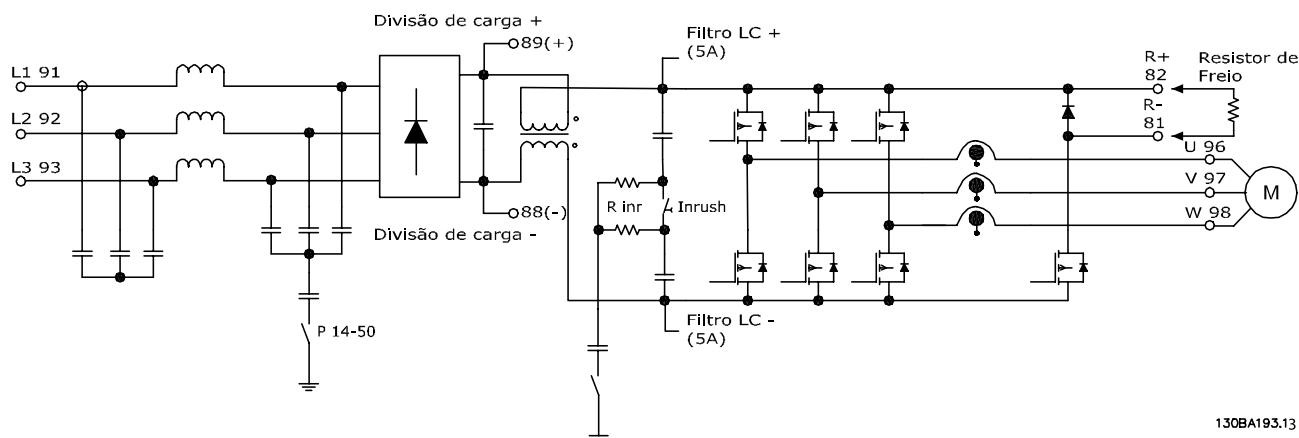 Divisão de carga +
89(+)
Filtro LC +
(5A)
L1 91
L2 92
L3 93
R+
82
R-
81
Resistor de
Freio
U 96
V 97
W 98
M
R inr
Inrush
88(-)
Divisão de carga -
P 14-50
Filtro LC -
(5A)
130BA193.13